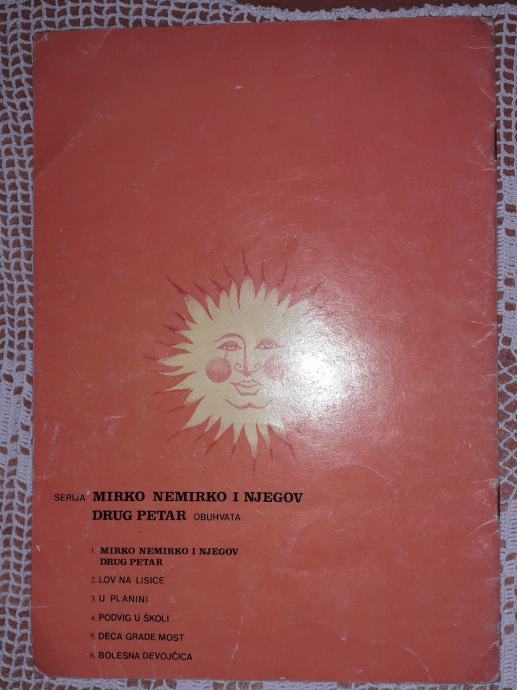 SERIJA MIRKO NEMIRKO I NJEGOV
DRUG PETAR OBUHVATA:
1. MIRKO NEMIRKO I NJEGOV
DRUG PETAR
2. LOV NA LISICE
3. U PLANINI
4. PODVIG U ŠKOLI
5. DECA GRADE MOST
6. BOLESNA DEVOJČICA